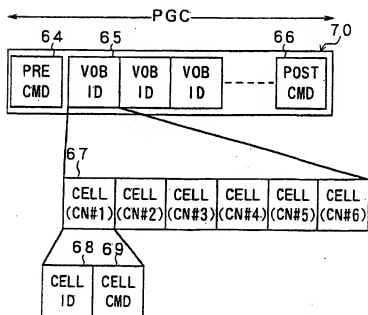 PGC
64 65 66 70
PRE CMD VOB ID VOB ID VOB ID POST CMD
67
CELL (CN#1) CELL (CN#2) CELL (CN#3) CELL (CN#4) CELL (CN#5) CELL (CN#6)
68 69
CELL ID CELL CMD